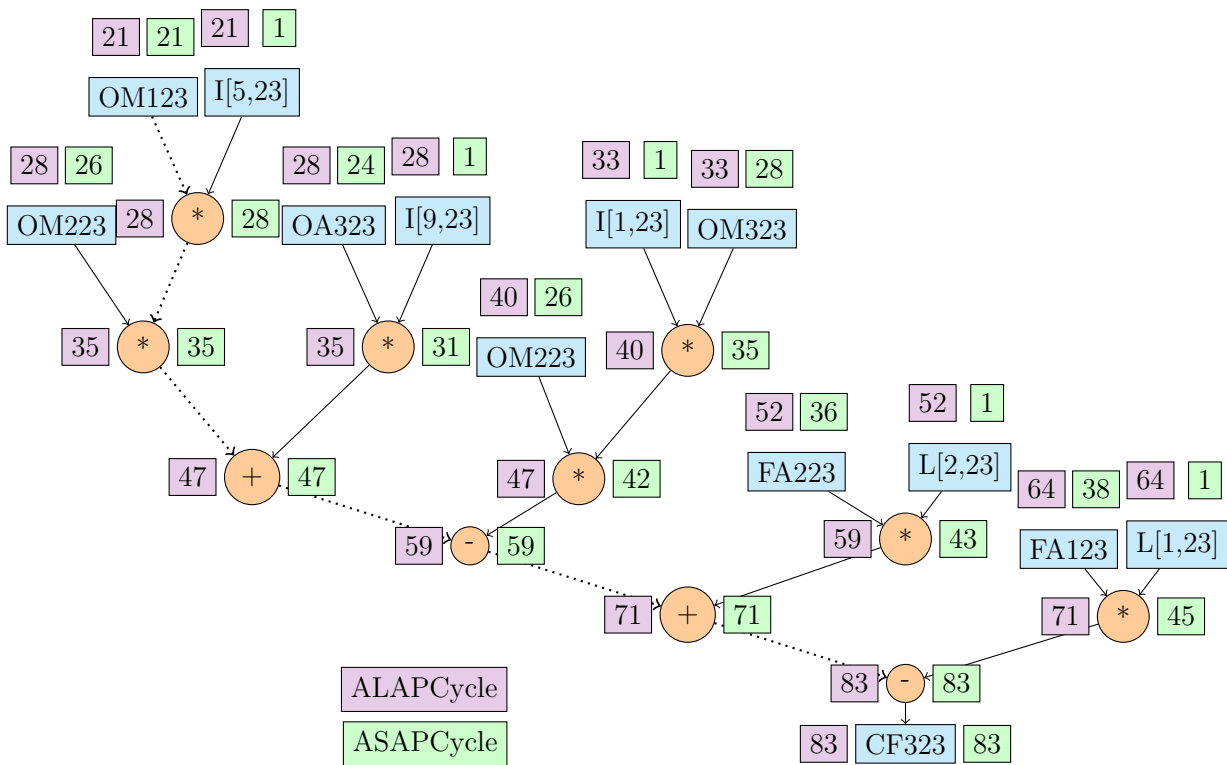 21 21 21 1
OM123 I[5,23]
28 26 28 24 28 1 33 1 33 28
OM223 28 * 28 OA323 I[9,23] I[1,23] OM323
40 26
35 * 35 35 * 31 OM223 40 * 35
52 36 52 1
47 + 47 47 * 42 FA223 L[2,23] 64 38 64 1
59 - 59 59 * 43 FA123 L[1,23]
71 + 71 71 * 45
ALAPCycle 83 - 83
ASAPCycle 83 CF323 83